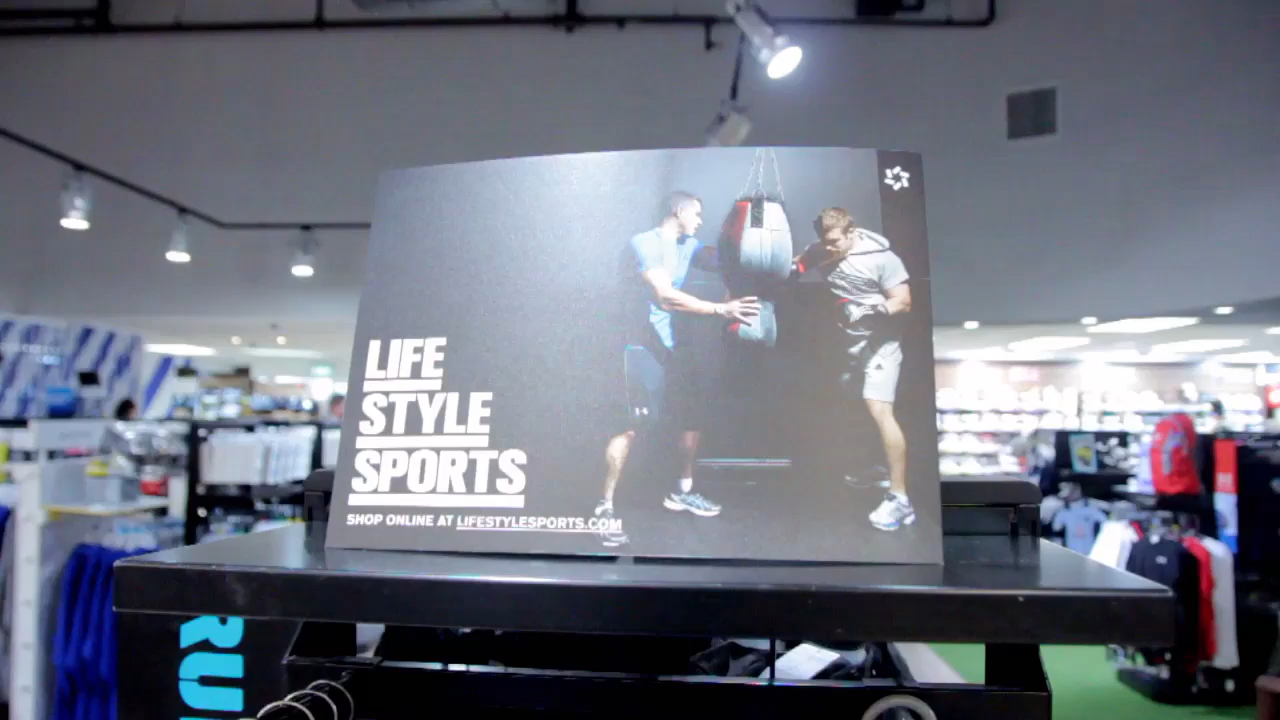 LIFE
STYLE
SPORTS
SHOP ONLINE AT LIFESTYLESPORTS.COM
RU